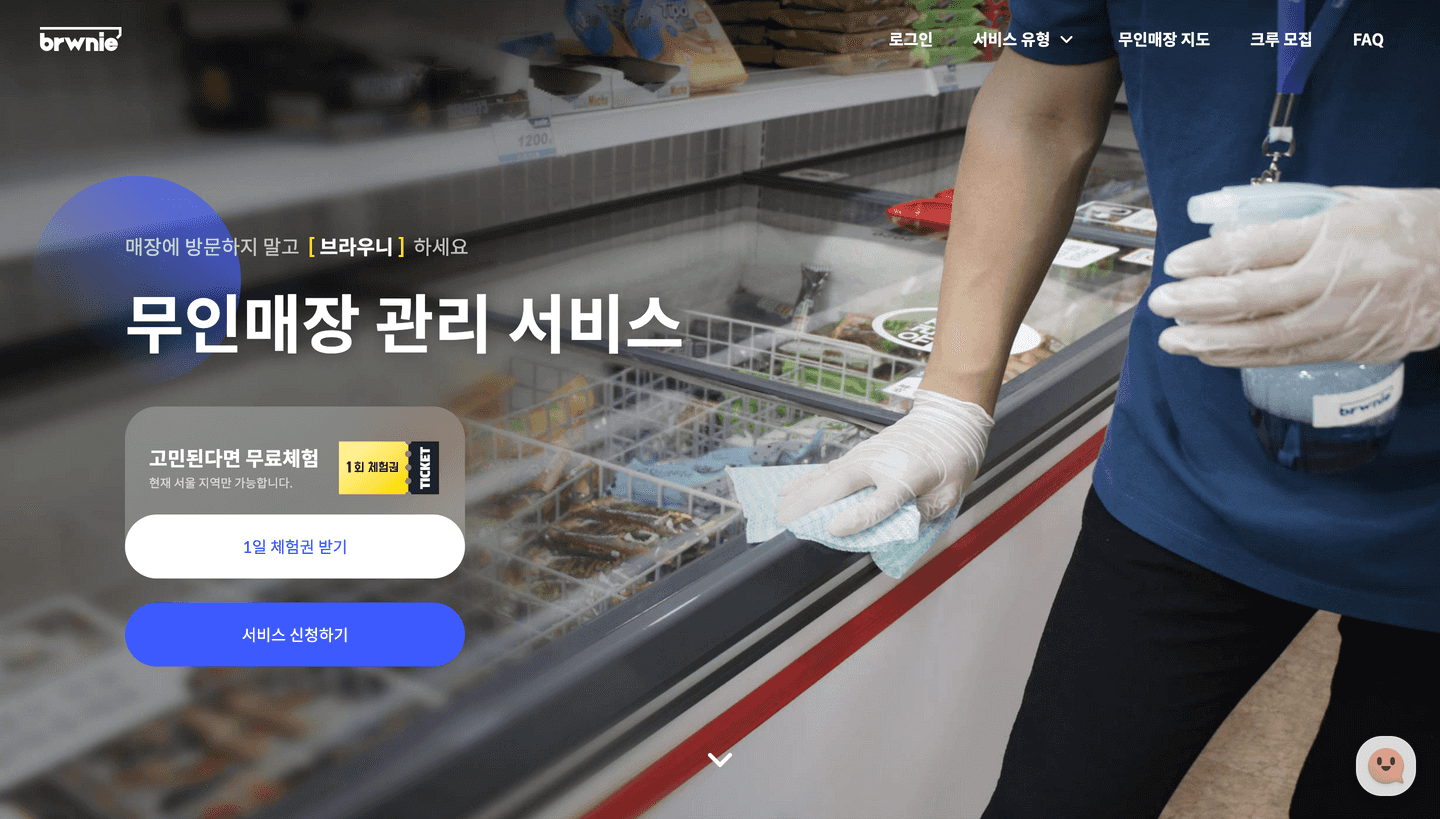 brwnie
로그인
서비스 유형
무인매장 지도
크루 모집
FAQ
1200
매장에 방문하지 말고 [ 브라우니 ] 하세요
무인매장 관리 서비스
고민된다면 무료체험
현재 서울 지역만 가능합니다.
1회 체험권
TICKET
1일 체험권 받기
서비스 신청하기
brwnie